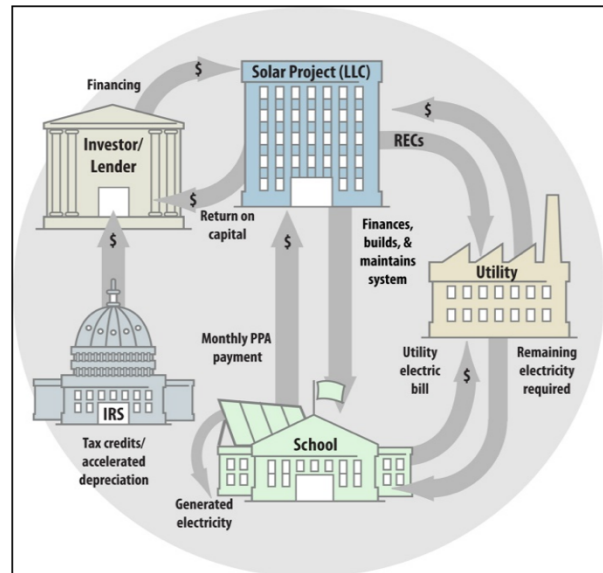 $
Solar Project (LLC)
$
Financing
Investor/
Lender
RECs
$
Return on
capital
$
$
Finances,
builds, &
maintains
system
Utility
Monthly PPA
payment
Utility
electric
bill
$
Remaining
electricity
required
IRS
Tax credits/
accelerated
depreciation
School
Generated
electricity